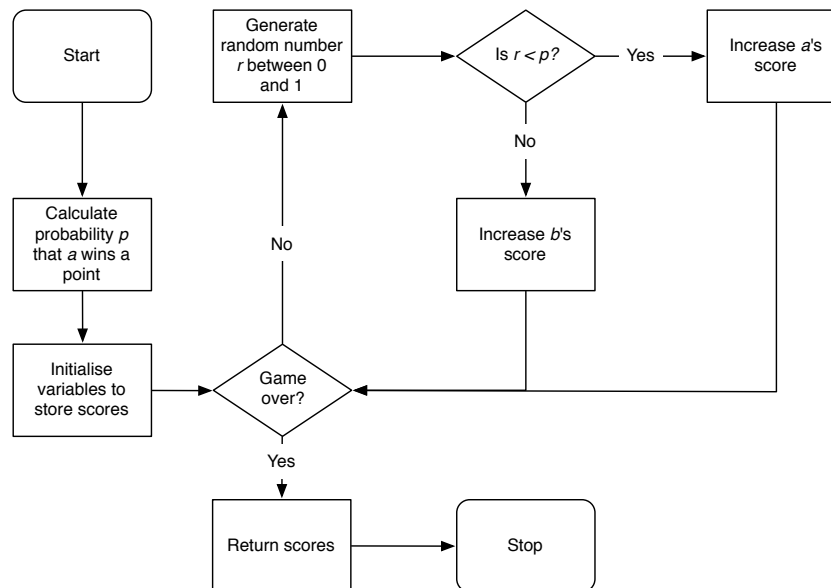 Start
Generate
random number
r between 0
and 1
Is r < p?
Yes
Increase a's
score
No
Calculate
probability p
that a wins a
point
No
Increase b's
score
Initialise
variables to
store scores
Game
over?
Yes
Return scores
Stop